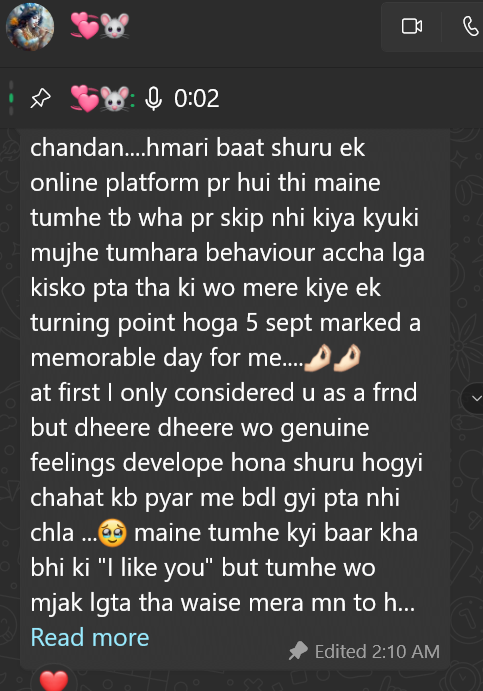 💞🐭
💞🐭: 0:02
chandan....hmari baat shuru ek
online platform pr hui thi maine
tumhe tb wha pr skip nhi kiya kyuki
mujhe tumhara behaviour accha lga
kisko pta tha ki wo mere kiye ek
turning point hoga 5 sept marked a
memorable day for me....🤌🏻🤌🏻
at first I only considered u as a frnd
but dheere dheere wo genuine
feelings develope hona shuru hogyi
chahat kb pyar me bdl gyi pta nhi
chla ...🥹 maine tumhe kyi baar kha
bhi ki "I like you" but tumhe wo
mjak lgta tha waise mera mn to h...
Read more
Edited 2:10 AM